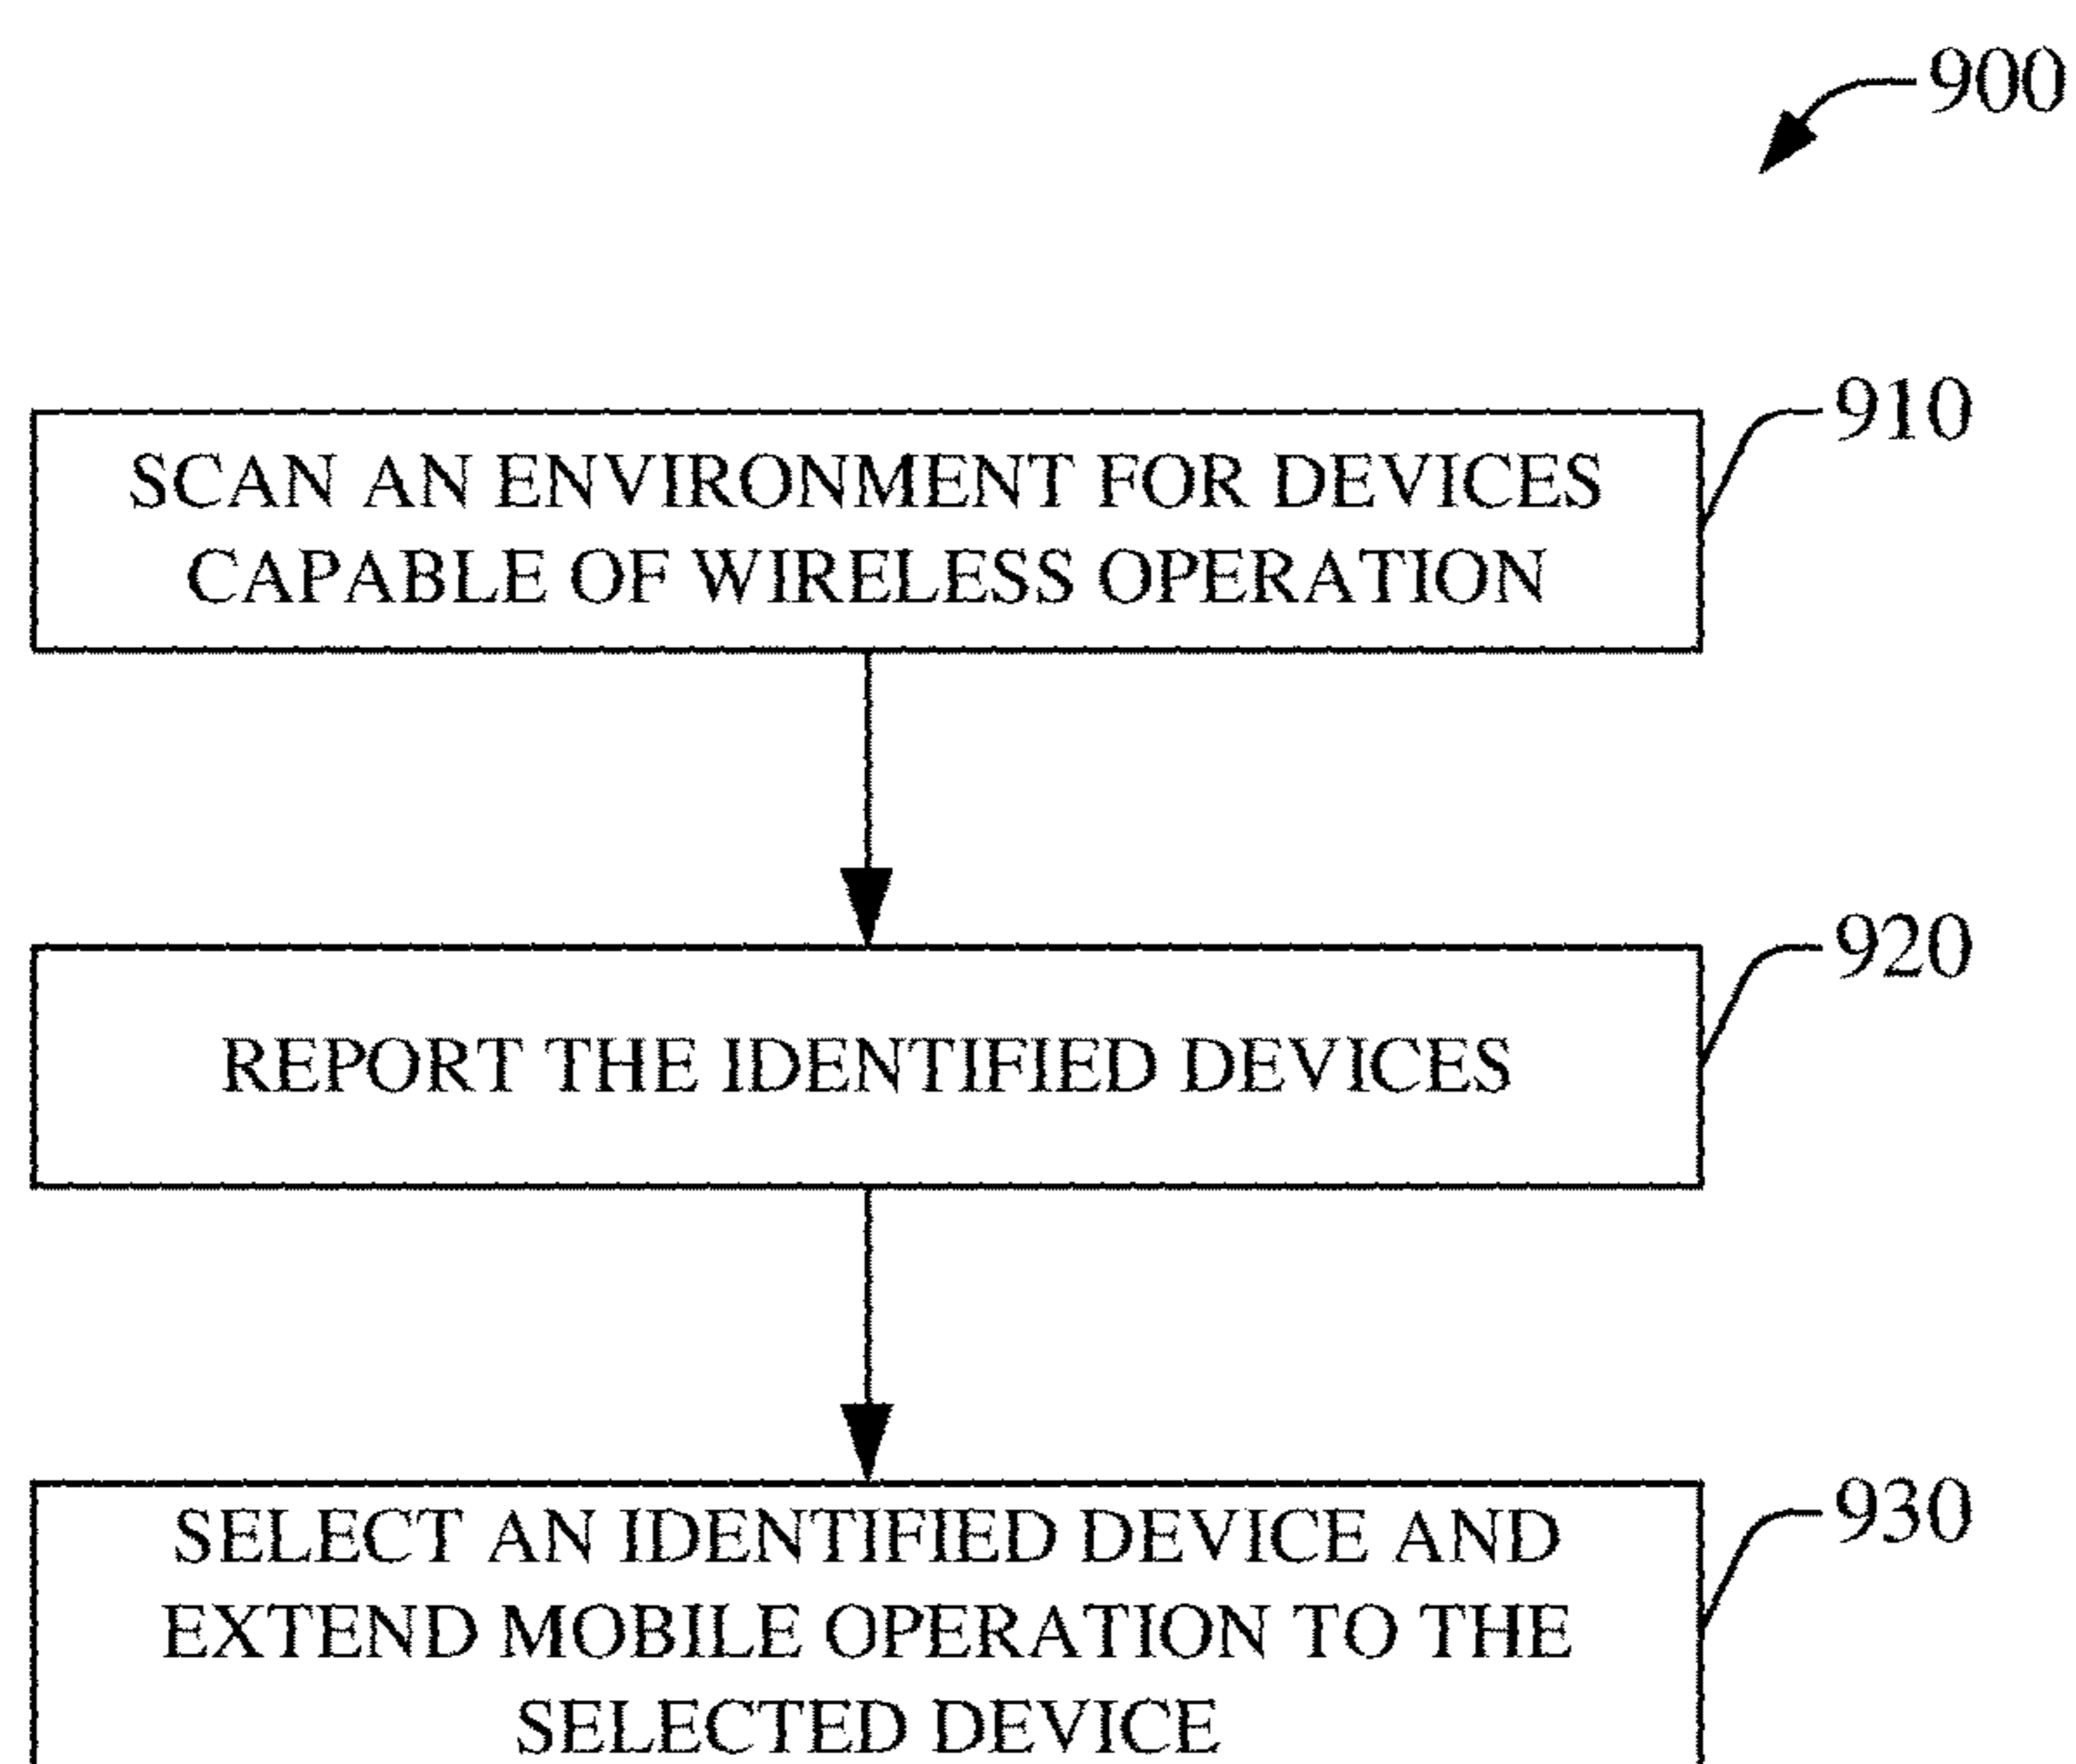 900
910
SCAN AN ENVIRONMENT FOR DEVICES
CAPABLE OF WIRELESS OPERATION
920
REPORT THE IDENTIFIED DEVICES
930
SELECT AN IDENTIFIED DEVICE AND
EXTEND MOBILE OPERATION TO THE
SELECTED DEVICE